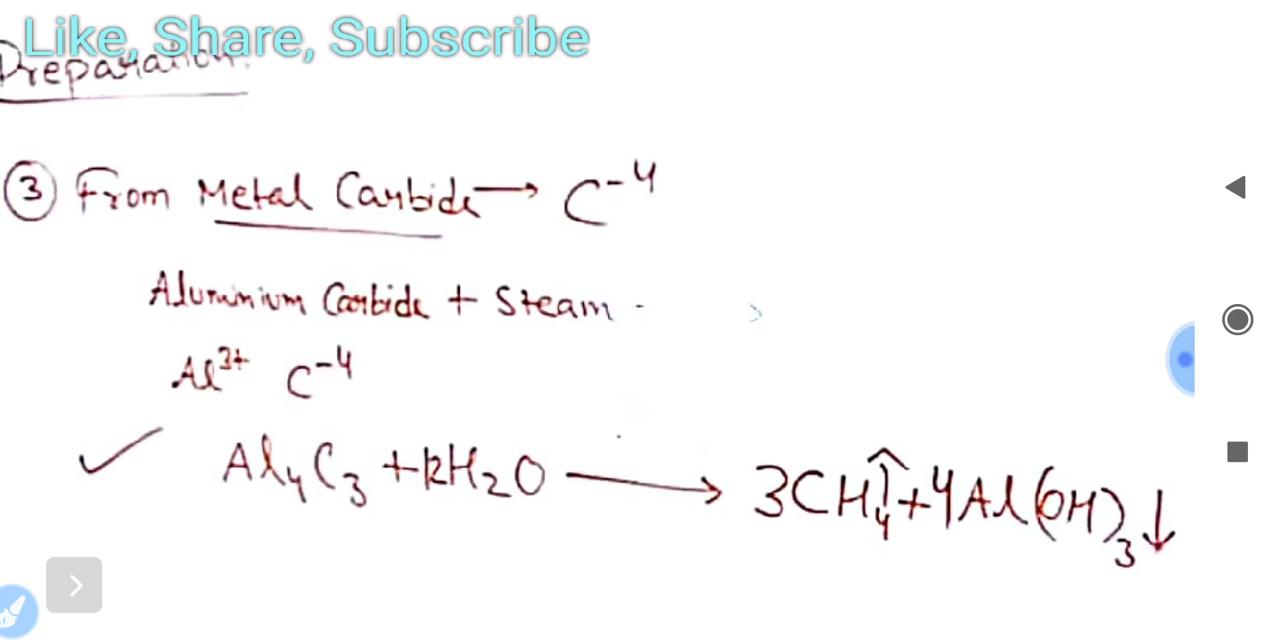 Like, Share, Subscribe
Preparation:
③ From Metal Carbide → C⁻⁴
Aluminium Carbide + Steam -
Al³⁺ C⁻⁴
✓ Al₄C₃ + 12H₂O → 3CH₄↑ + 4Al(OH)₃↓